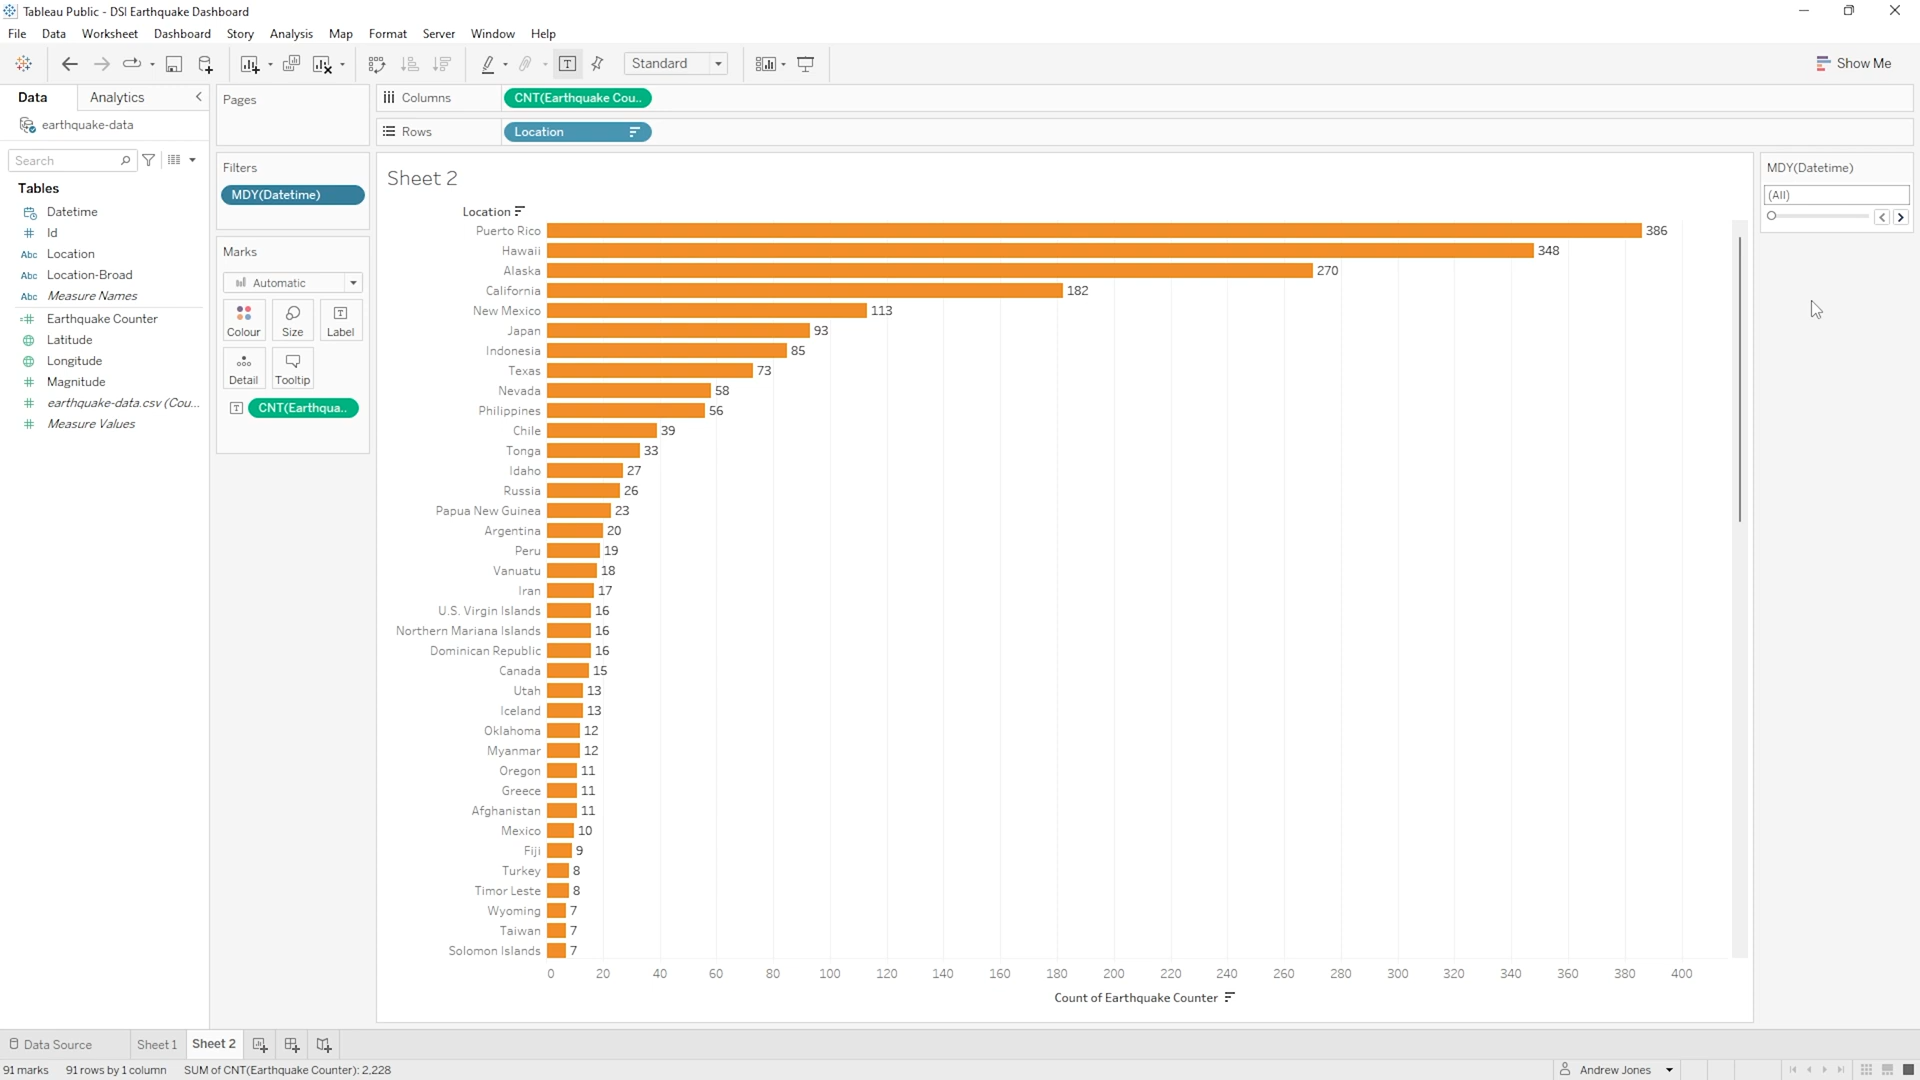 Tableau Public - DSI Earthquake Dashboard
File Data Worksheet Dashboard Story Analysis Map Format Server Window Help
Standard
Show Me
Data Analytics
earthquake-data
Search
Tables
Datetime
# Id
Abc Location
Abc Location-Broad
Abc Measure Names
=# Earthquake Counter
Latitude
Longitude
# Magnitude
# earthquake-data.csv (Cou...
# Measure Values
Pages
Filters
MDY(Datetime)
Marks
Automatic
Colour Size Label
Detail Tooltip
CNT(Earthqua..
Columns CNT(Earthquake Cou..
Rows Location
Sheet 2
Location
Puerto Rico 386
Hawaii 348
Alaska 270
California 182
New Mexico 113
Japan 93
Indonesia 85
Texas 73
Nevada 58
Philippines 56
Chile 39
Tonga 33
Idaho 27
Russia 26
Papua New Guinea 23
Argentina 20
Peru 19
Vanuatu 18
Iran 17
U.S. Virgin Islands 16
Northern Mariana Islands 16
Dominican Republic 16
Canada 15
Utah 13
Iceland 13
Oklahoma 12
Myanmar 12
Oregon 11
Greece 11
Afghanistan 11
Mexico 10
Fiji 9
Turkey 8
Timor Leste 8
Wyoming 7
Taiwan 7
Solomon Islands 7
0 20 40 60 80 100 120 140 160 180 200 220 240 260 280 300 320 340 360 380 400
Count of Earthquake Counter
MDY(Datetime)
(All)
Data Source Sheet 1 Sheet 2
91 marks 91 rows by 1 column SUM of CNT(Earthquake Counter): 2,228
Andrew Jones